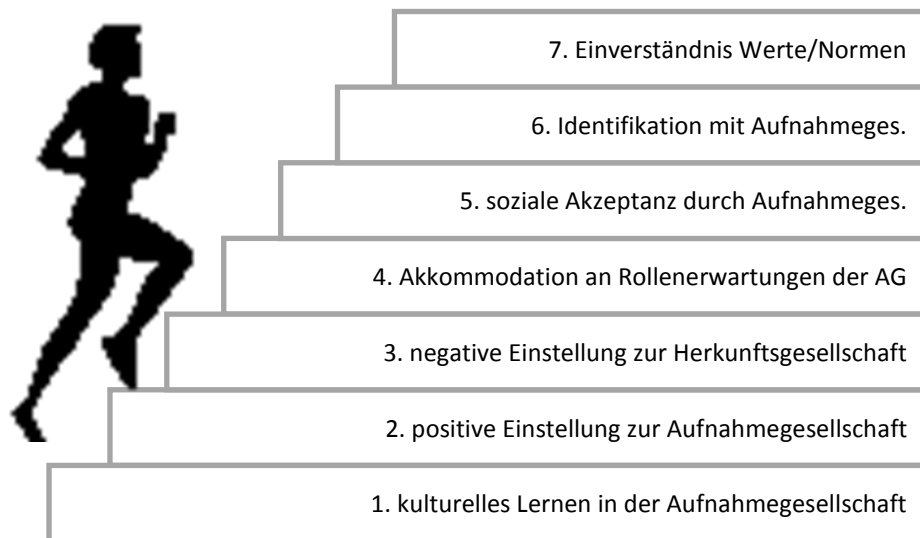 7. Einverständnis Werte/Normen
6. Identifikation mit Aufnahmeges.
5. soziale Akzeptanz durch Aufnahmeges.
4. Akkommodation an Rollenerwartungen der AG
3. negative Einstellung zur Herkunftsgesellschaft
2. positive Einstellung zur Aufnahmegesellschaft
1. kulturelles Lernen in der Aufnahmegesellschaft